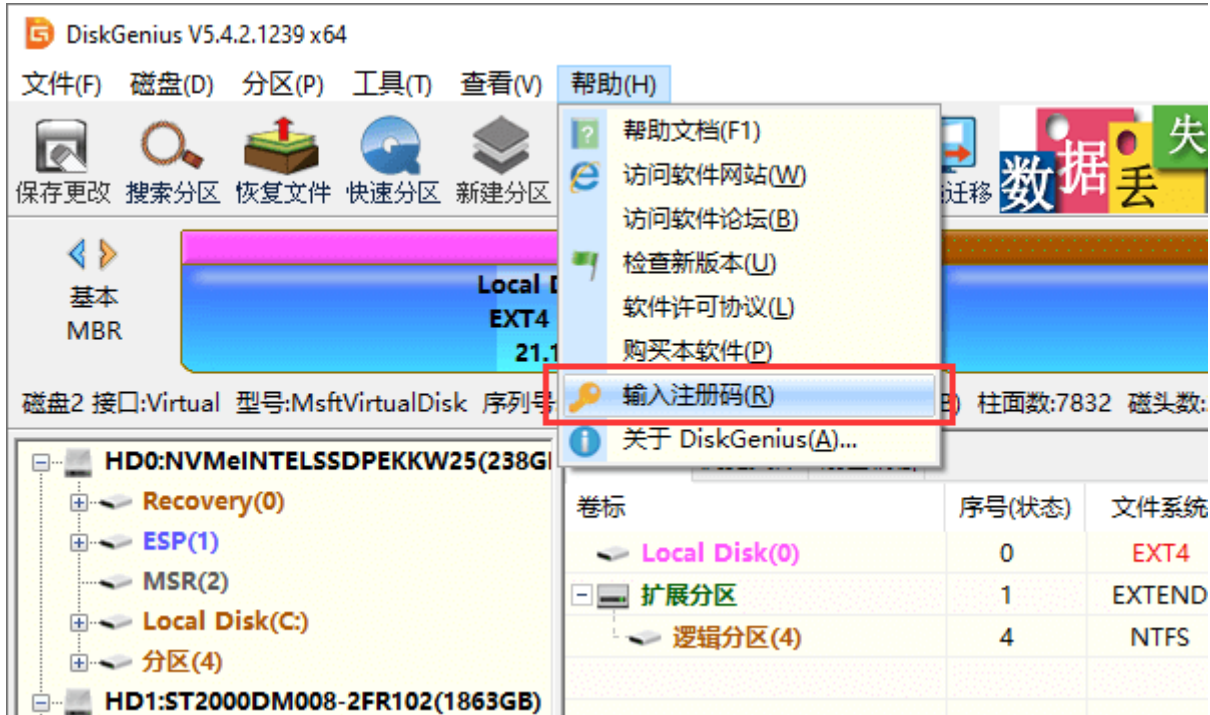 DiskGenius V5.4.2.1239 x64
文件(F) 磁盘(D) 分区(P) 工具(T) 查看(V) 帮助(H)
保存更改 搜索分区 恢复文件 快速分区 新建分区
迁移
数据丢失
帮助文档(F1)
访问软件网站(W)
访问软件论坛(B)
检查新版本(U)
软件许可协议(L)
购买本软件(P)
输入注册码(R)
关于 DiskGenius(A)...
基本
MBR
Local
EXT4
21.1
磁盘2 接口:Virtual 型号:MsftVirtualDisk 序列号 柱面数:7832 磁头数:
HD0:NVMeINTELSSDPEKKW25(238G
Recovery(0)
ESP(1)
MSR(2)
Local Disk(C:)
分区(4)
HD1:ST2000DM008-2FR102(1863GB)
卷标 序号(状态) 文件系统
Local Disk(0) 0 EXT4
扩展分区 1 EXTEND
逻辑分区(4) 4 NTFS